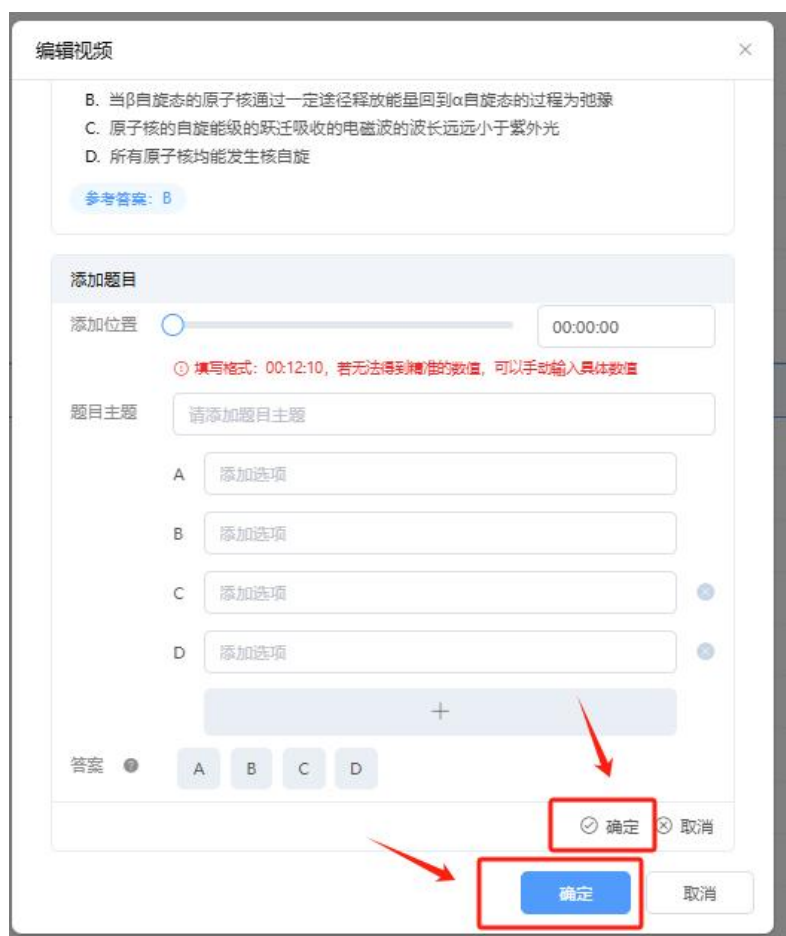 编辑视频
B. 当β自旋态的原子核通过一定途径释放能量回到α自旋态的过程为弛豫
C. 原子核的自旋能级的跃迁吸收的电磁波的波长远远小于紫外光
D. 所有原子核均能发生核自旋
参考答案: B
添加题目
添加位置 00:00:00
填写格式: 00:12:10, 若无法得到精准的数值, 可以手动输入具体数值
题目主题 请添加题目主题
A 添加选项
B 添加选项
C 添加选项
D 添加选项
答案 A B C D
确定 取消
确定 取消